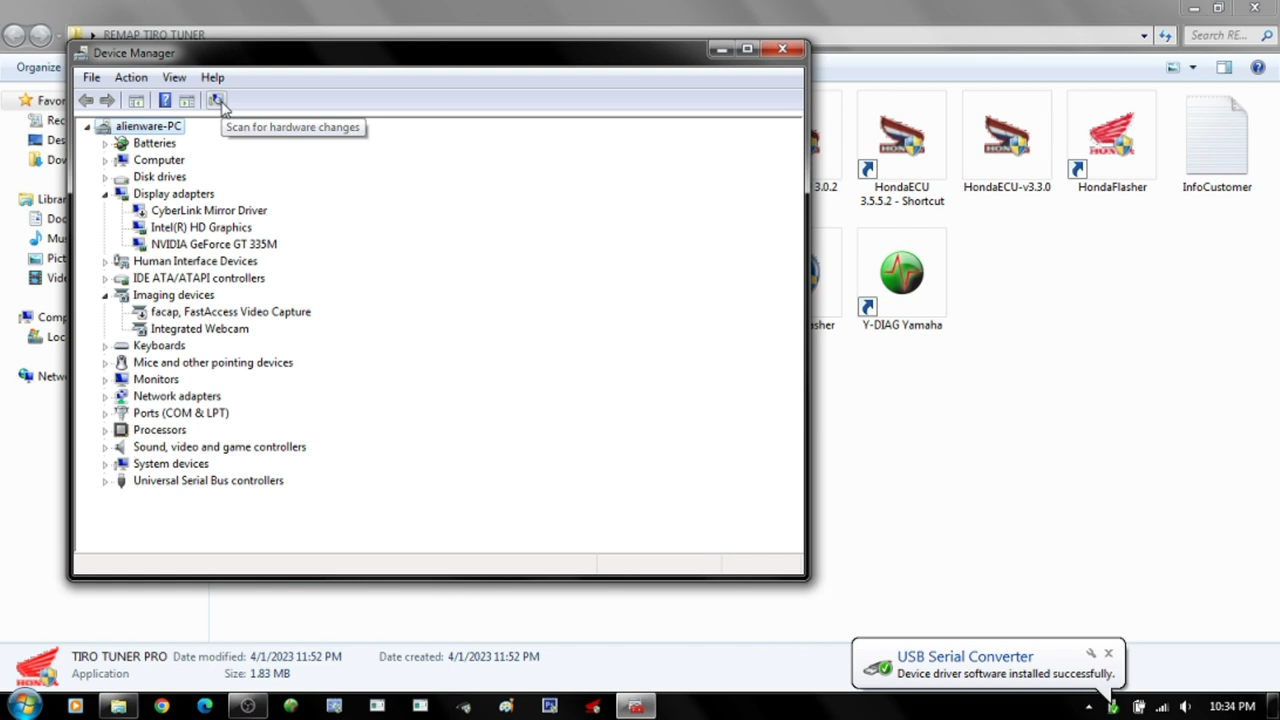 REMAP TIRO TUNER
Search RE...
Device Manager
Organize
File Action View Help
Scan for hardware changes
alienware-PC
Batteries
Computer
Disk drives
Display adapters
CyberLink Mirror Driver
Intel(R) HD Graphics
NVIDIA GeForce GT 335M
Human Interface Devices
IDE ATA/ATAPI controllers
Imaging devices
facap, FastAccess Video Capture
Integrated Webcam
Keyboards
Mice and other pointing devices
Monitors
Network adapters
Ports (COM & LPT)
Processors
Sound, video and game controllers
System devices
Universal Serial Bus controllers
Favor
Rec
Des
Dov
Librar
Doc
Mus
Pict
Vide
Comp
Loc
Netw
3.0.2
HondaECU
3.5.5.2 - Shortcut
HondaECU-v3.3.0
HondaFlasher
InfoCustomer
sher
Y-DIAG Yamaha
TIRO TUNER PRO Date modified: 4/1/2023 11:52 PM Date created: 4/1/2023 11:52 PM
Application Size: 1.83 MB
USB Serial Converter
Device driver software installed successfully.
10:34 PM